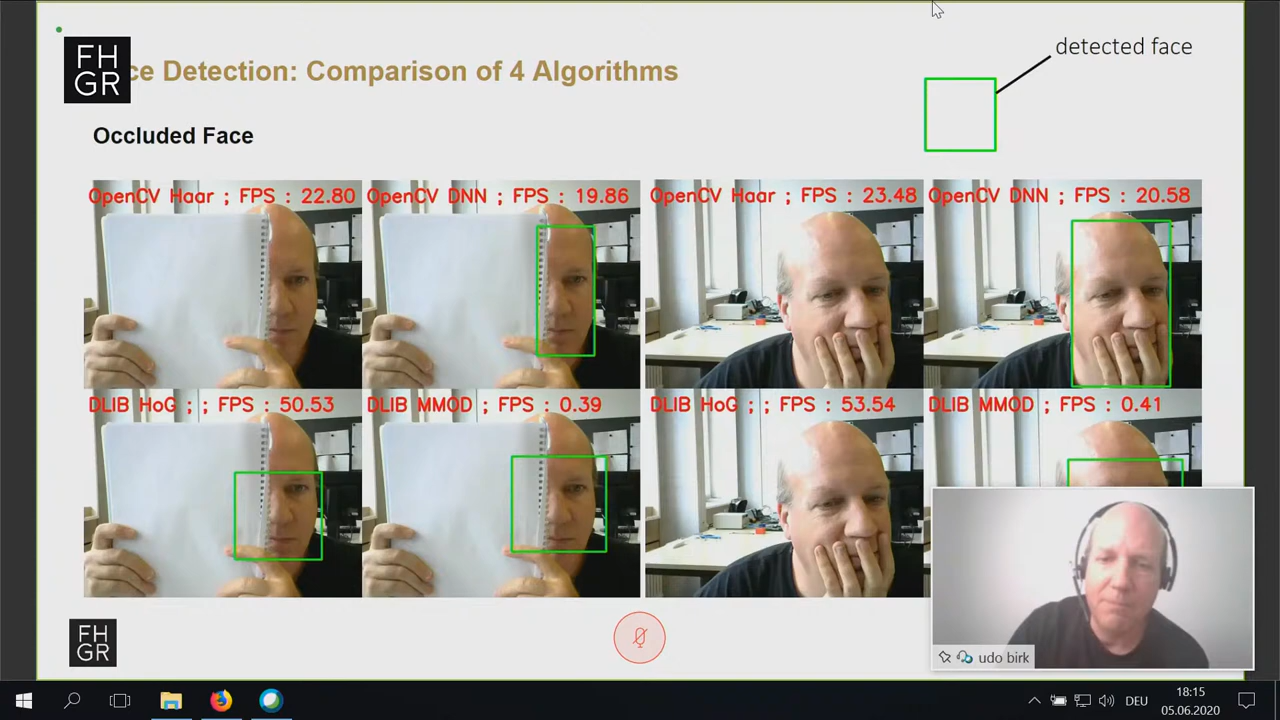 detected face
FH
GR
ce Detection: Comparison of 4 Algorithms
Occluded Face
OpenCV Haar ; FPS : 22.80
OpenCV DNN ; FPS : 19.86
OpenCV Haar ; FPS : 23.48
OpenCV DNN ; FPS : 20.58
DLIB HoG ; ; FPS : 50.53
DLIB MMOD ; FPS : 0.39
DLIB HoG ; ; FPS : 53.54
DLIB MMOD ; FPS : 0.41
FH
GR
udo birk
DEU
18:15
05.06.2020